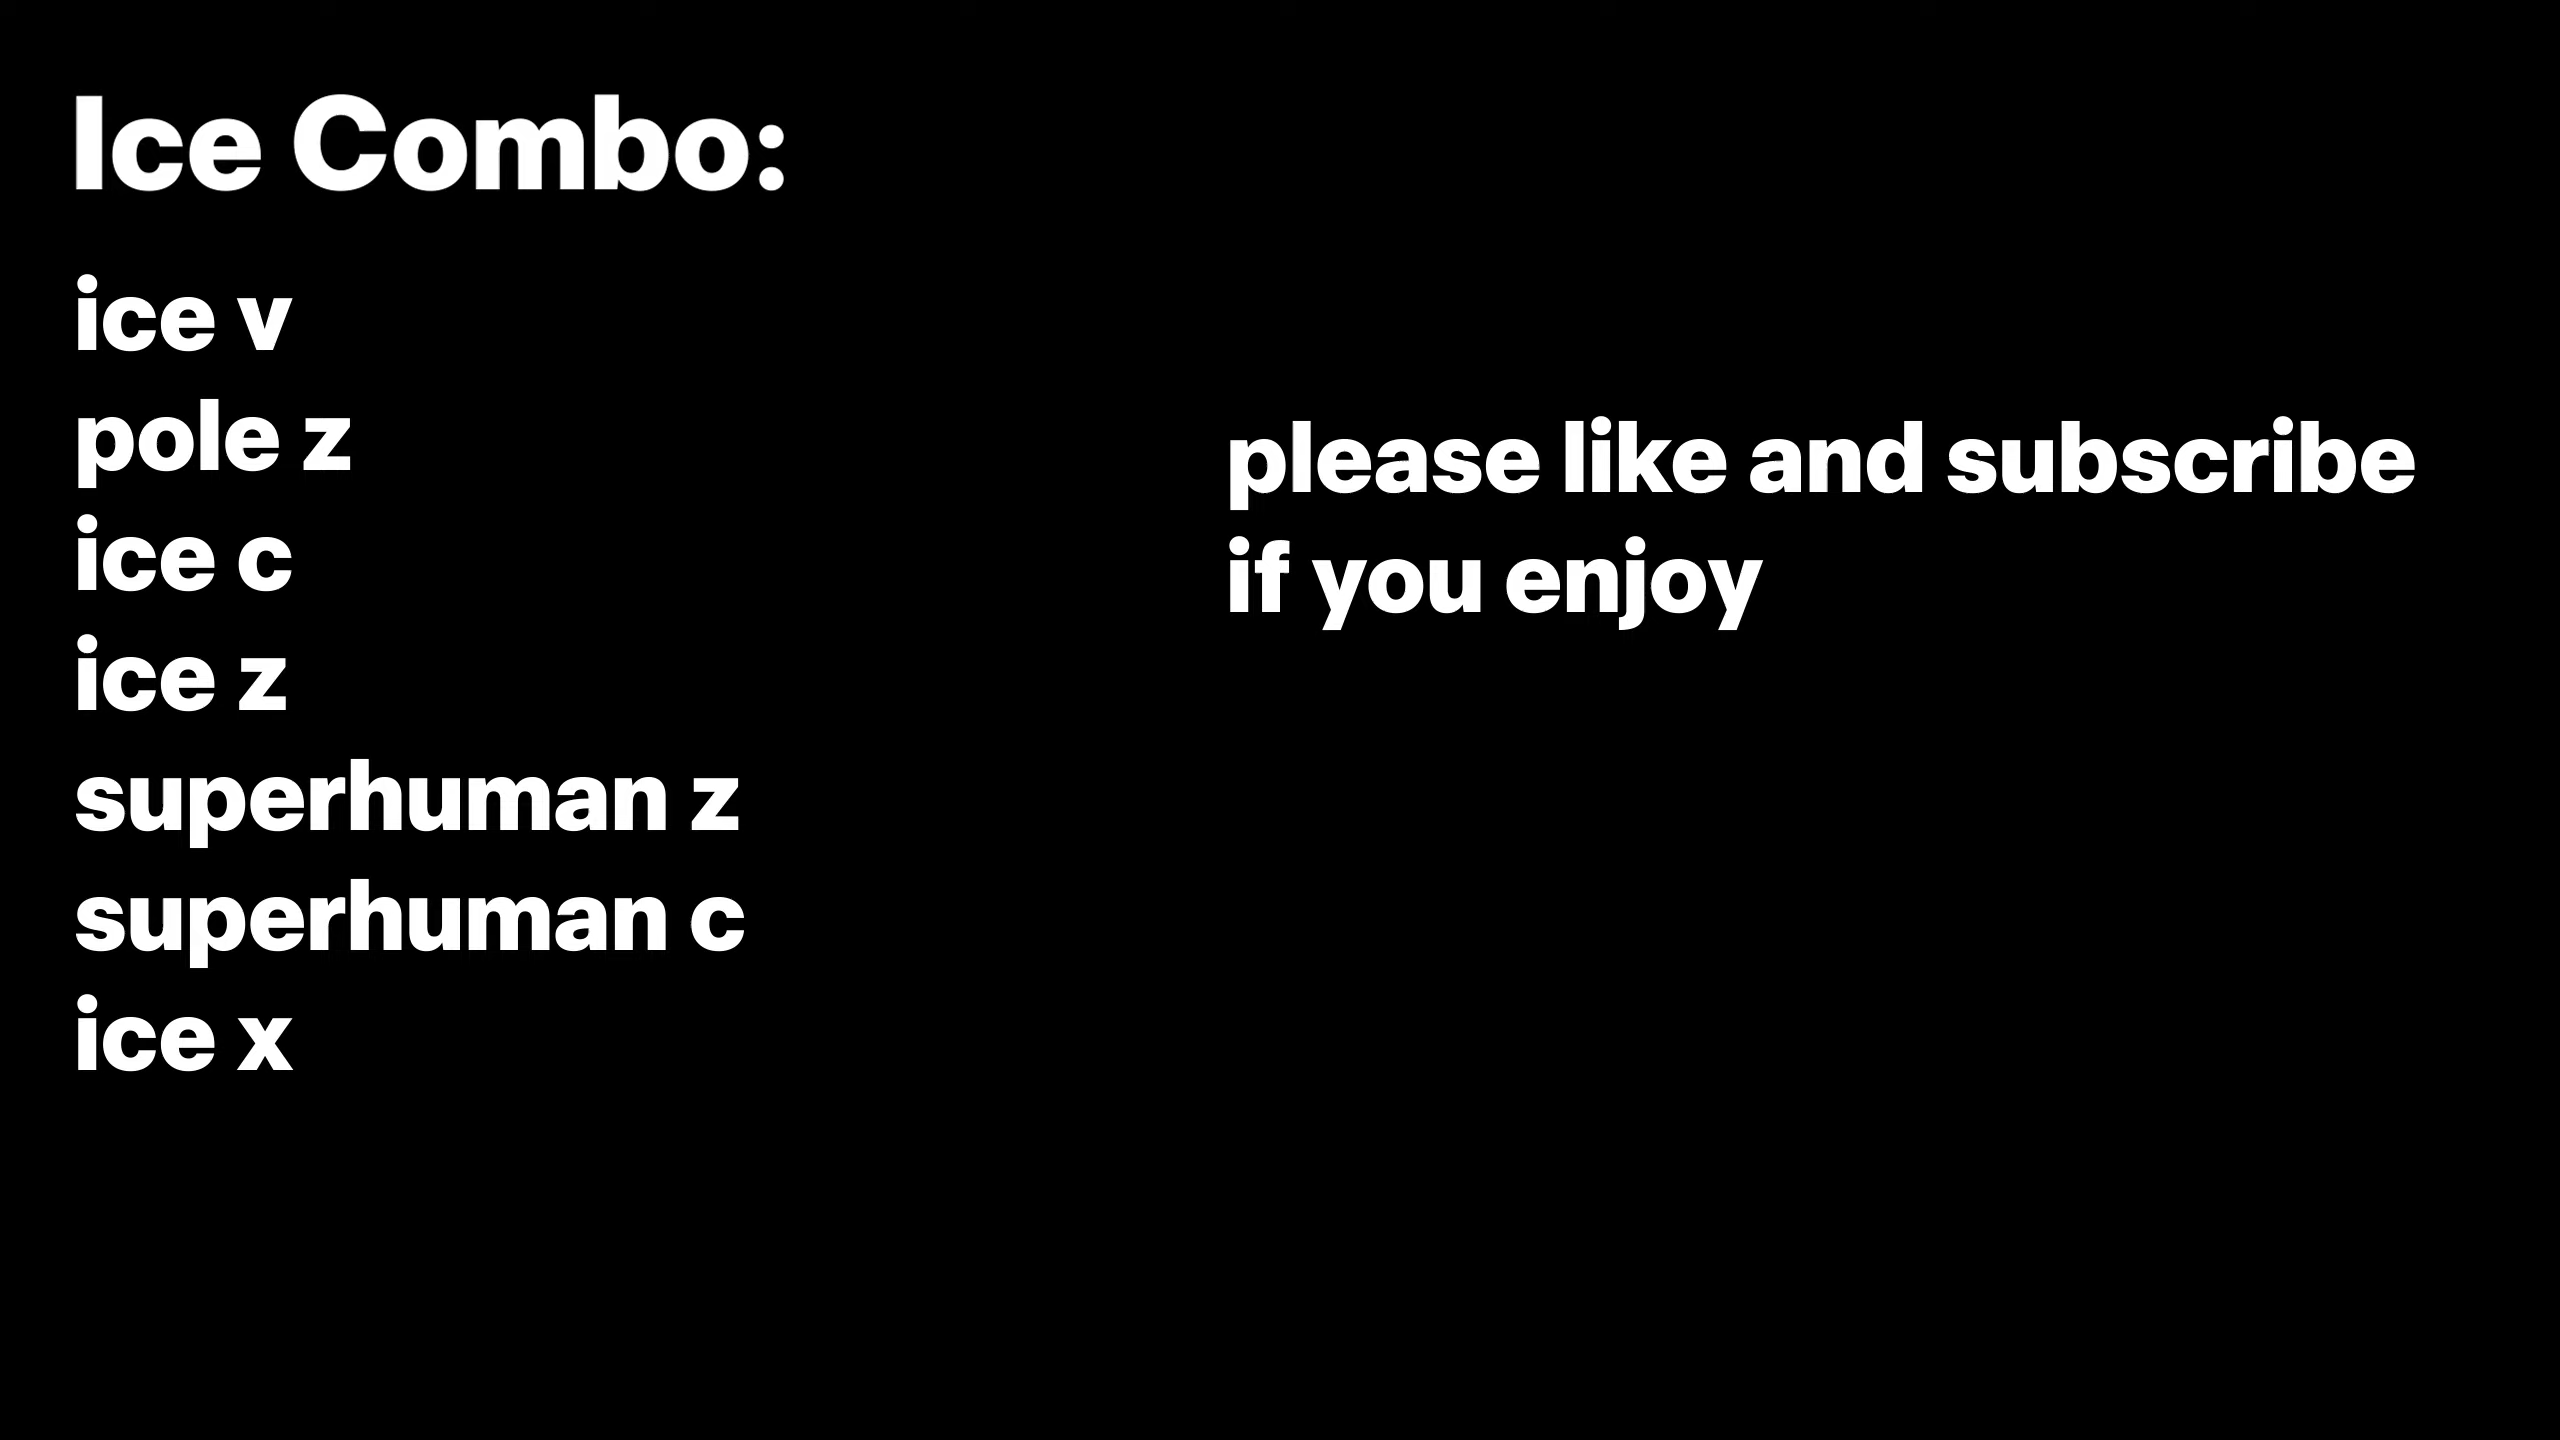 Ice Combo:
ice v
pole z
ice c
ice z
superhuman z
superhuman c
ice x
please like and subscribe
if you enjoy